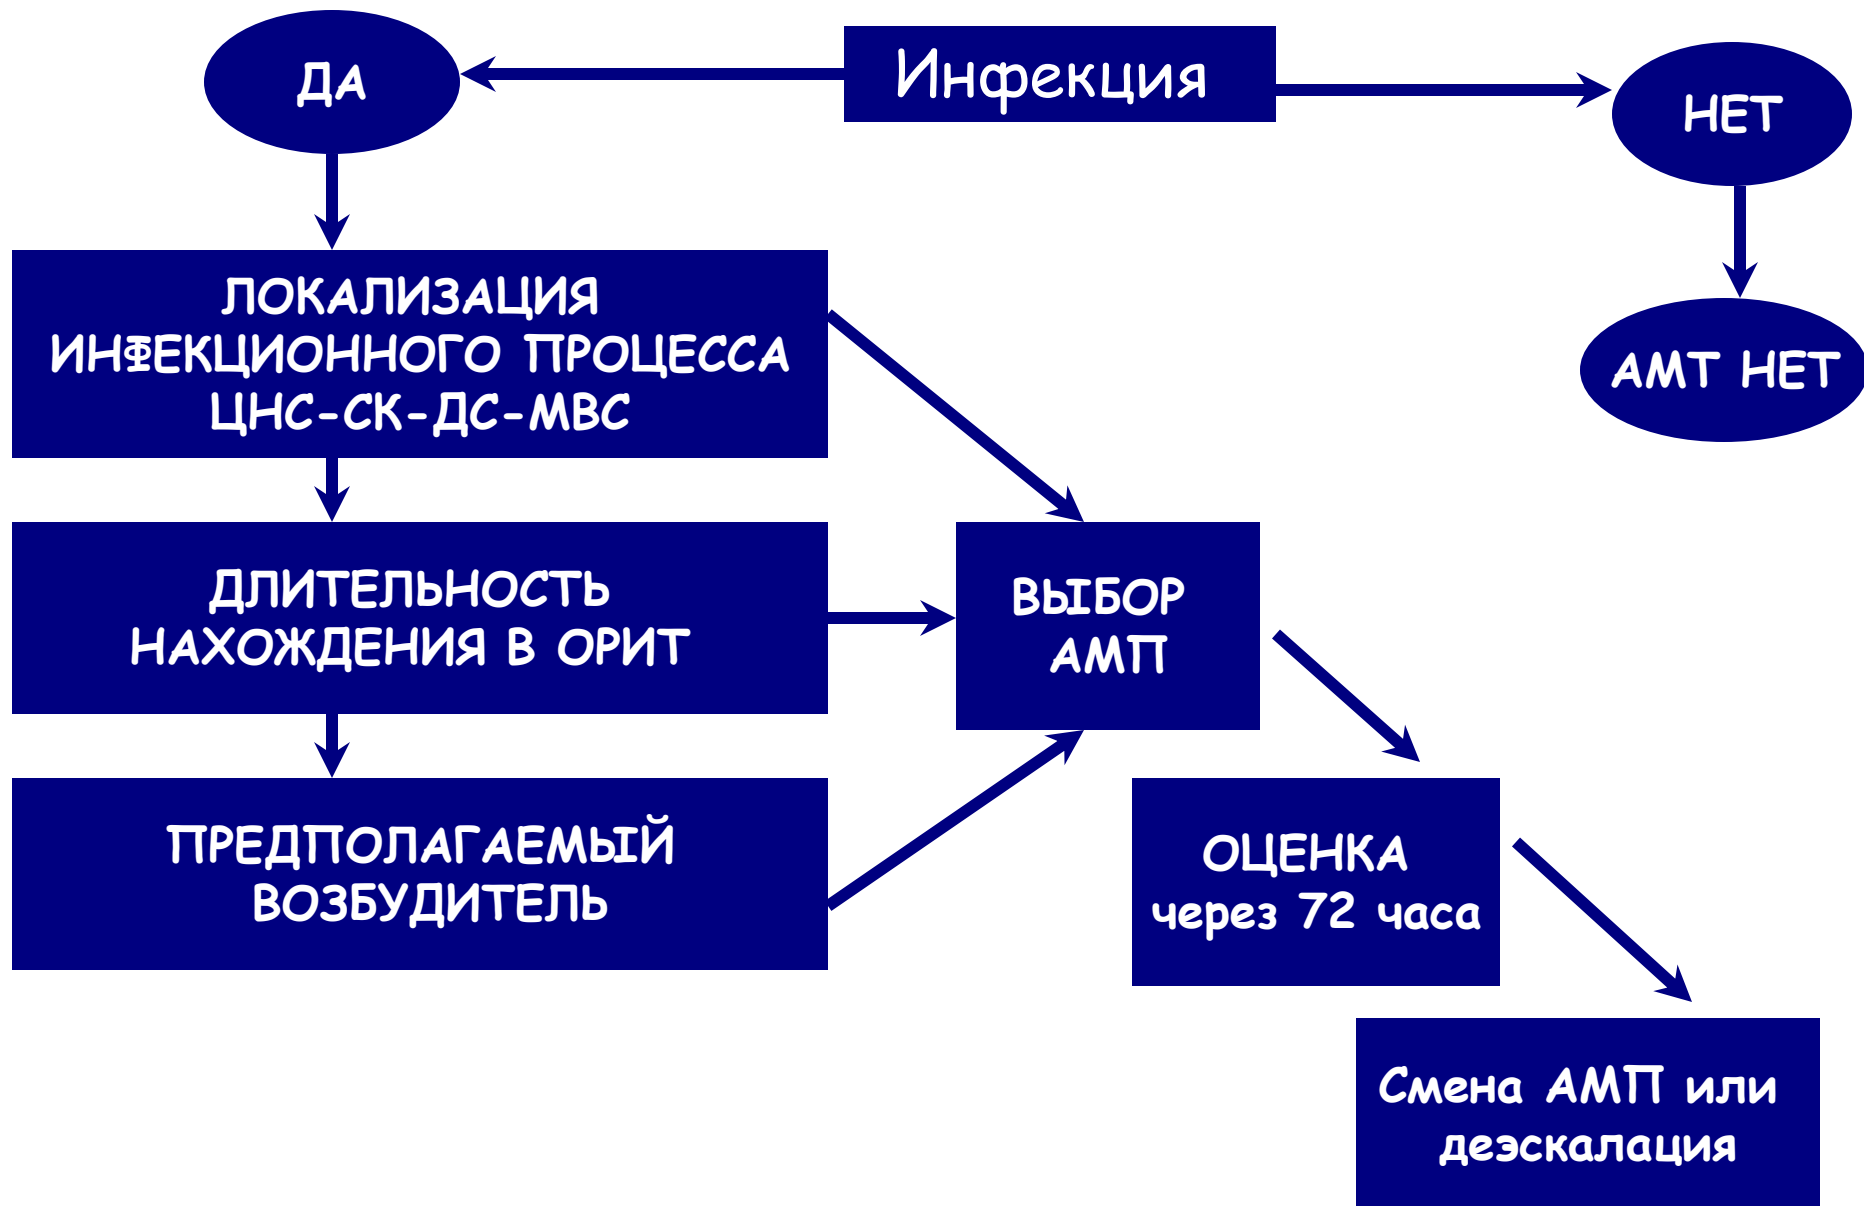 ДА
Инфекция
НЕТ
ЛОКАЛИЗАЦИЯ
ИНФЕКЦИОННОГО ПРОЦЕССА
ЦНС-СК-ДС-МВС
АМТ НЕТ
ДЛИТЕЛЬНОСТЬ
НАХОЖДЕНИЯ В ОРИТ
ВЫБОР
АМП
ПРЕДПОЛАГАЕМЫЙ
ВОЗБУДИТЕЛЬ
ОЦЕНКА
через 72 часа
Смена АМП или
деэскалация